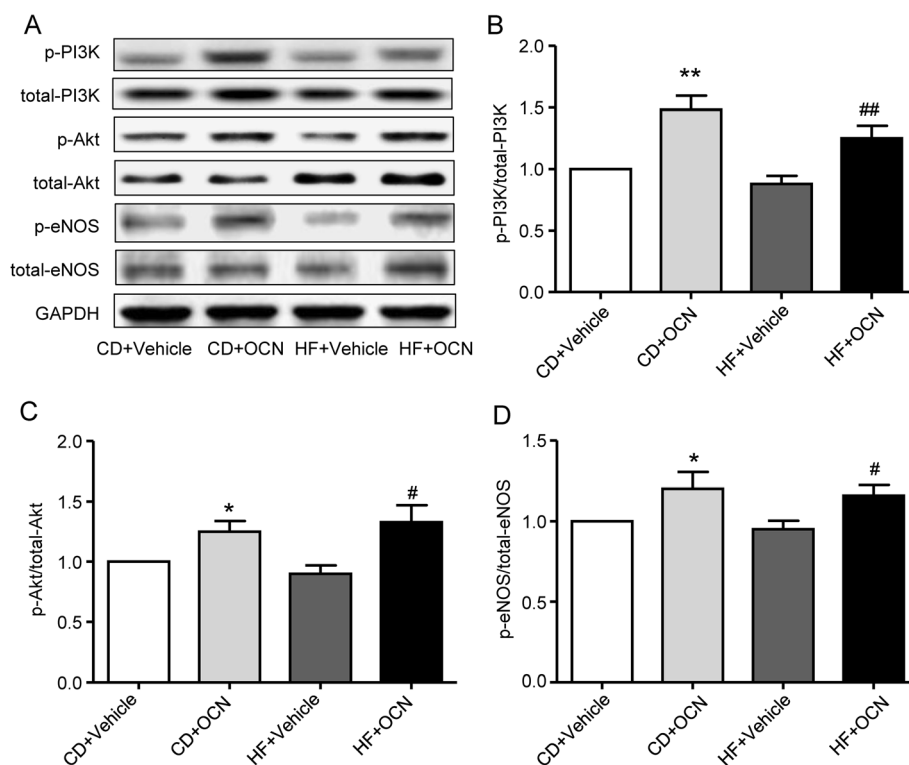 A
p-PI3K
total-PI3K
p-Akt
total-Akt
p-eNOS
total-eNOS
GAPDH
CD+Vehicle CD+OCN HF+Vehicle HF+OCN
B
p-PI3K/total-PI3K
2.0
1.5
1.0
0.5
0.0
**
##
CD+Vehicle
CD+OCN
HF+Vehicle
HF+OCN
C
p-Akt/total-Akt
2.0
1.5
1.0
0.5
0.0
*
#
CD+Vehicle
CD+OCN
HF+Vehicle
HF+OCN
D
p-eNOS/total-eNOS
1.5
1.0
0.5
0.0
*
#
CD+Vehicle
CD+OCN
HF+Vehicle
HF+OCN